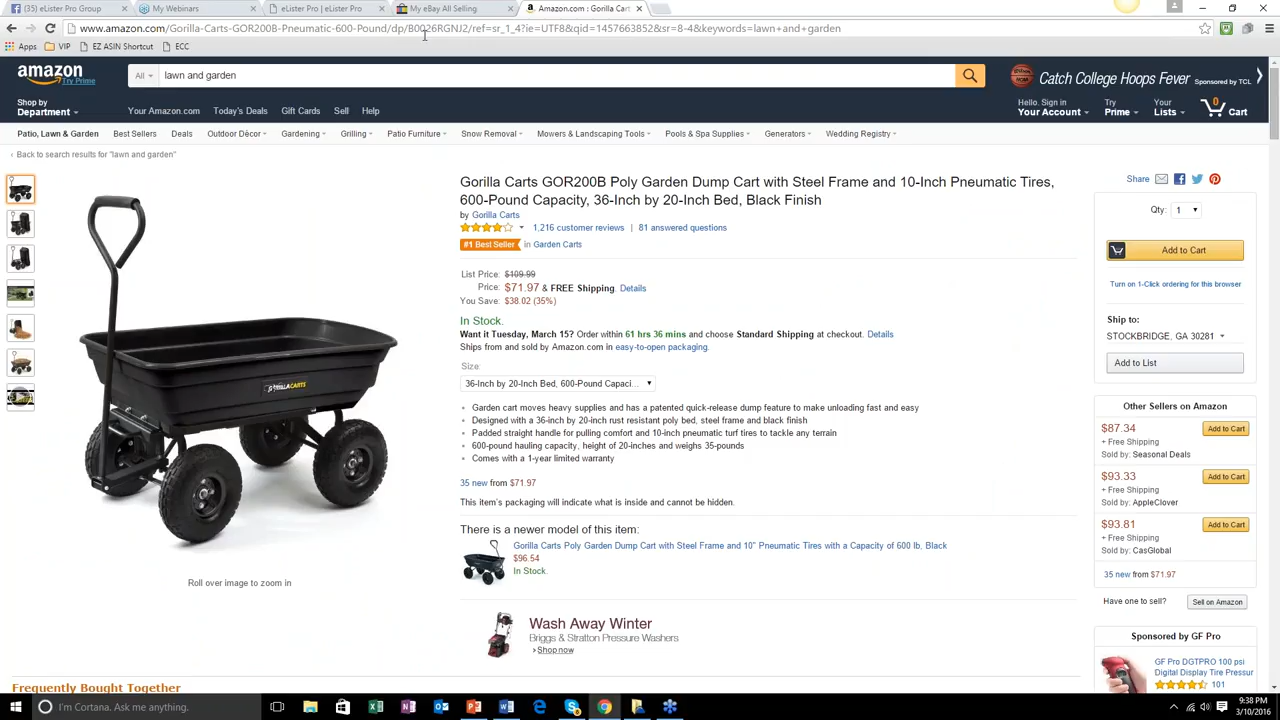 (35) eLister Pro Group
My Webinars
eLister Pro | eLister Pro
My eBay All Selling
Amazon.com : Gorilla Cart
www.amazon.com/Gorilla-Carts-GOR200B-Pneumatic-600-Pound/dp/B0026RGNJ2/ref=sr_1_4?ie=UTF8&qid=1457663852&sr=8-4&keywords=lawn+and+garden
Apps VIP EZ ASIN Shortcut ECC
amazon
Try Prime
All
lawn and garden
Catch College Hoops Fever
Sponsored by TCL
Shop by
Department
Your Amazon.com Today's Deals Gift Cards Sell Help
Hello. Sign in
Your Account
Try
Prime
Your
Lists
0
Cart
Patio, Lawn & Garden Best Sellers Deals Outdoor Décor Gardening Grilling Patio Furniture Snow Removal Mowers & Landscaping Tools Pools & Spa Supplies Generators Wedding Registry
‹ Back to search results for "lawn and garden"
GORILLA CARTS
Roll over image to zoom in
Gorilla Carts GOR200B Poly Garden Dump Cart with Steel Frame and 10-Inch Pneumatic Tires,
600-Pound Capacity, 36-Inch by 20-Inch Bed, Black Finish
by Gorilla Carts
1,216 customer reviews | 81 answered questions
#1 Best Seller in Garden Carts
List Price: $109.99
Price: $71.97 & FREE Shipping. Details
You Save: $38.02 (35%)
In Stock.
Want it Tuesday, March 15? Order within 61 hrs 36 mins and choose Standard Shipping at checkout. Details
Ships from and sold by Amazon.com in easy-to-open packaging.
Size:
36-Inch by 20-Inch Bed, 600-Pound Capaci...
• Garden cart moves heavy supplies and has a patented quick-release dump feature to make unloading fast and easy
• Designed with a 36-inch by 20-inch rust resistant poly bed, steel frame and black finish
• Padded straight handle for pulling comfort and 10-inch pneumatic turf tires to tackle any terrain
• 600-pound hauling capacity, height of 20-inches and weighs 35-pounds
• Comes with a 1-year limited warranty
35 new from $71.97
This item's packaging will indicate what is inside and cannot be hidden.
There is a newer model of this item:
Gorilla Carts Poly Garden Dump Cart with Steel Frame and 10" Pneumatic Tires with a Capacity of 600 lb, Black
$96.54
In Stock.
Wash Away Winter
Briggs & Stratton Pressure Washers
› Shop now
Share
Qty: 1
Add to Cart
Turn on 1-Click ordering for this browser
Ship to:
STOCKBRIDGE, GA 30281
Add to List
Other Sellers on Amazon
$87.34 Add to Cart
+ Free Shipping
Sold by: Seasonal Deals
$93.33 Add to Cart
+ Free Shipping
Sold by: AppleClover
$93.81 Add to Cart
+ Free Shipping
Sold by: CasGlobal
35 new from $71.97
Have one to sell? Sell on Amazon
Sponsored by GF Pro
GF Pro DGTPRO 100 psi
Digital Display Tire Pressur
101
Frequently Bought Together
I'm Cortana. Ask me anything.
9:38 PM
3/10/2016